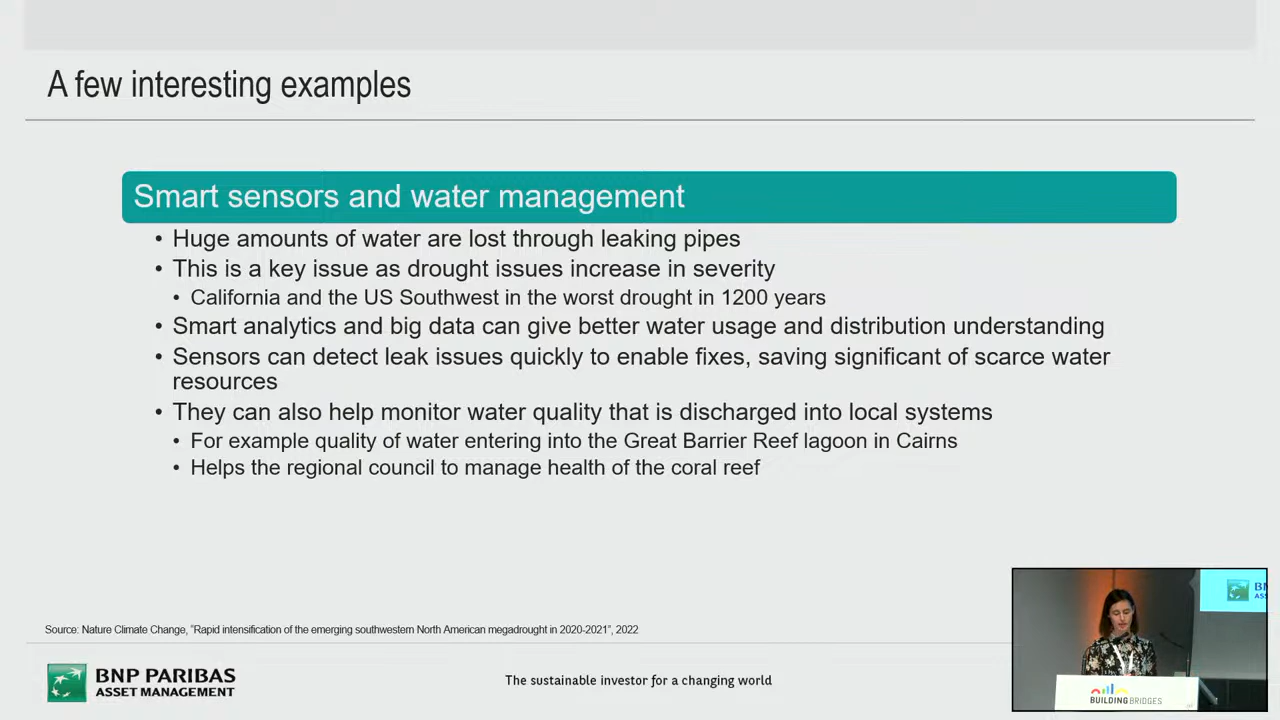 A few interesting examples
Smart sensors and water management
• Huge amounts of water are lost through leaking pipes
• This is a key issue as drought issues increase in severity
• California and the US Southwest in the worst drought in 1200 years
• Smart analytics and big data can give better water usage and distribution understanding
• Sensors can detect leak issues quickly to enable fixes, saving significant of scarce water
resources
• They can also help monitor water quality that is discharged into local systems
• For example quality of water entering into the Great Barrier Reef lagoon in Cairns
• Helps the regional council to manage health of the coral reef
Source: Nature Climate Change, "Rapid intensification of the emerging southwestern North American megadrought in 2020-2021", 2022
BNP PARIBAS
ASSET MANAGEMENT
The sustainable investor for a changing world
BUILDINGBRIDGES